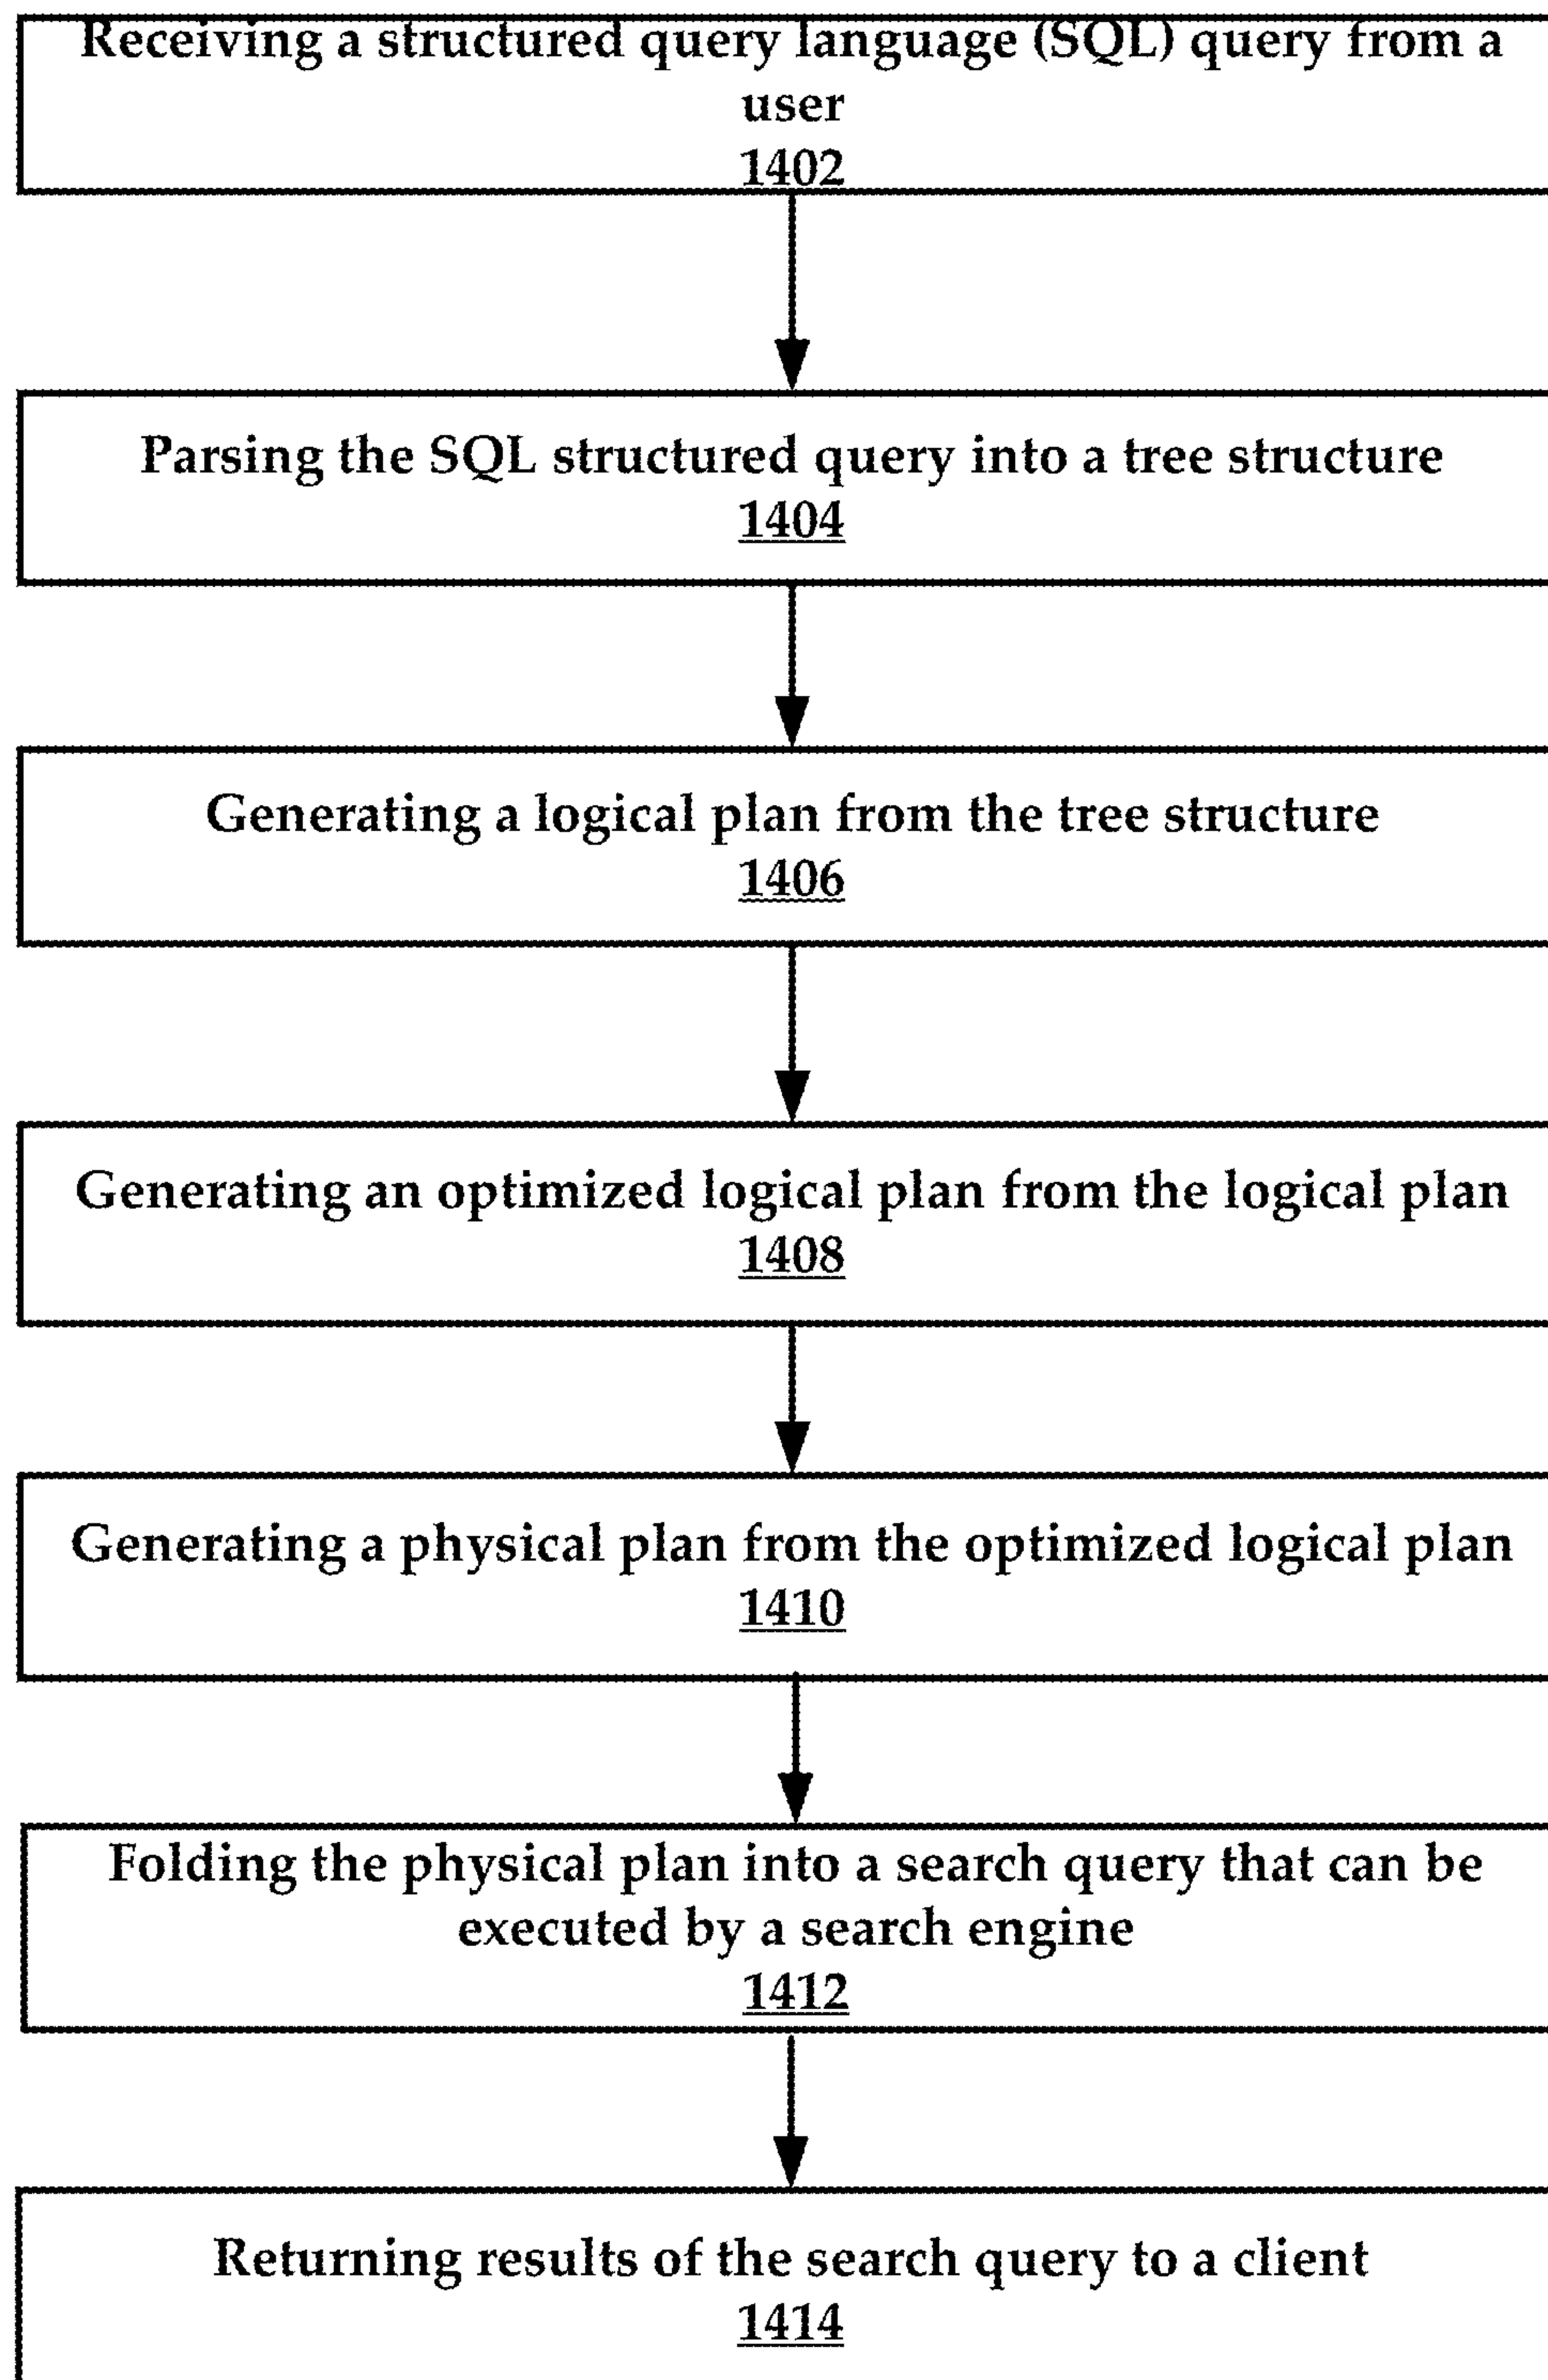 Receiving a structured query language (SQL) query from a
user
1402
Parsing the SQL structured query into a tree structure
1404
Generating a logical plan from the tree structure
1406
Generating an optimized logical plan from the logical plan
1408
Generating a physical plan from the optimized logical plan
1410
Folding the physical plan into a search query that can be
executed by a search engine
1412
Returning results of the search query to a client
1414